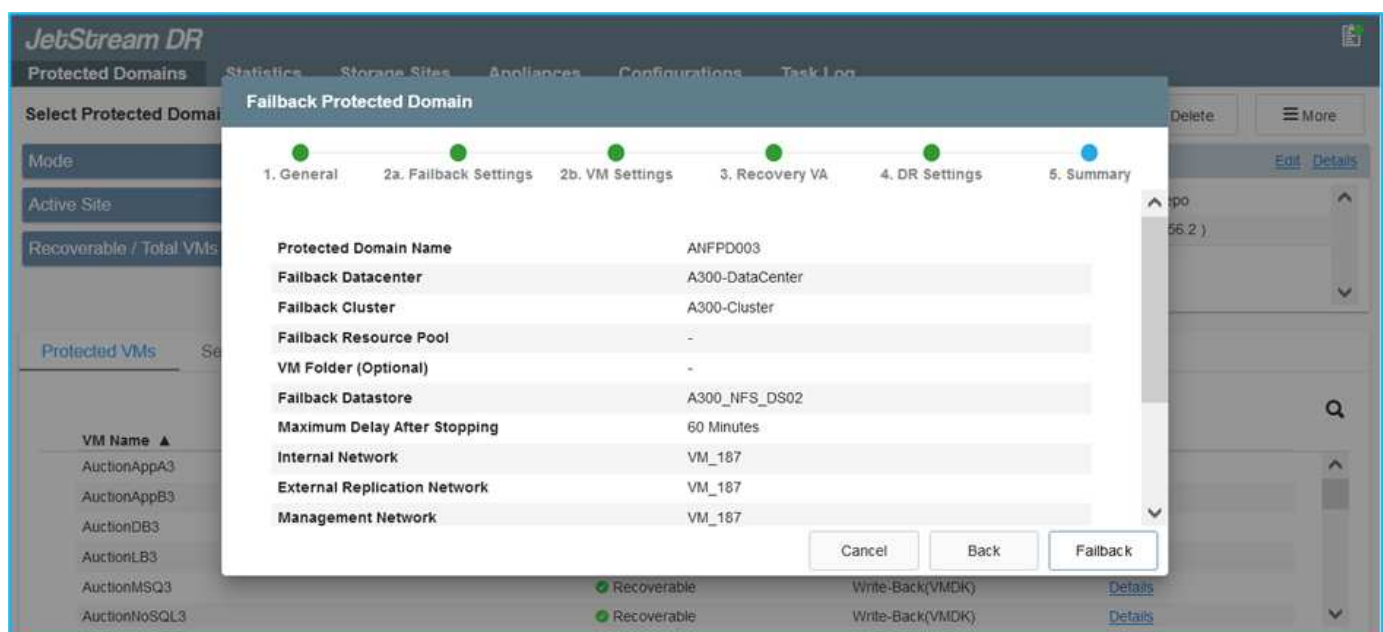 JetStream DR
Protected Domains Statistics Storage Sites Appliances Configurations Task Log
Failback Protected Domain
Select Protected Domai Delete More
Mode Edit Details
1. General 2a. Failback Settings 2b. VM Settings 3. Recovery VA 4. DR Settings 5. Summary
Active Site po
Recoverable / Total VMs 56.2 )
Protected Domain Name ANFPD003
Failback Datacenter A300-DataCenter
Failback Cluster A300-Cluster
Failback Resource Pool -
Protected VMs Se
VM Folder (Optional) -
Failback Datastore A300_NFS_DS02
Maximum Delay After Stopping 60 Minutes
VM Name ▲
Internal Network VM_187
AuctionAppA3
External Replication Network VM_187
AuctionAppB3
Management Network VM_187
AuctionDB3
Cancel Back Failback
AuctionLB3
AuctionMSQ3 Recoverable Write-Back(VMDK) Details
AuctionNoSQL3 Recoverable Write-Back(VMDK) Details